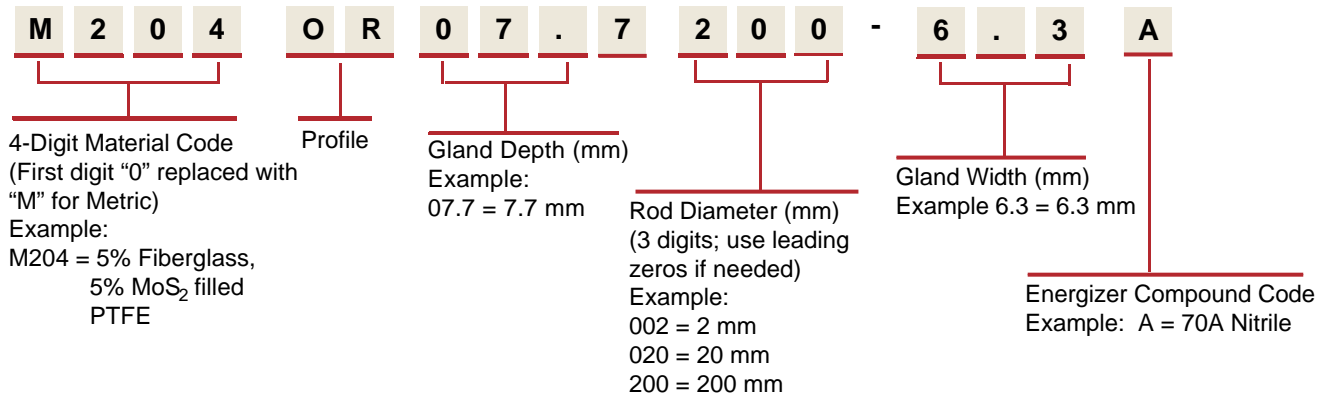 M 2 0 4 O R 0 7 . 7 2 0 0 - 6 . 3 A
4-Digit Material Code
(First digit “0” replaced with
“M” for Metric)
Example:
M204 = 5% Fiberglass,
5% MoS2 filled
PTFE
Profile
Gland Depth (mm)
Example:
07.7 = 7.7 mm
Rod Diameter (mm)
(3 digits; use leading
zeros if needed)
Example:
002 = 2 mm
020 = 20 mm
200 = 200 mm
Gland Width (mm)
Example 6.3 = 6.3 mm
Energizer Compound Code
Example: A = 70A Nitrile